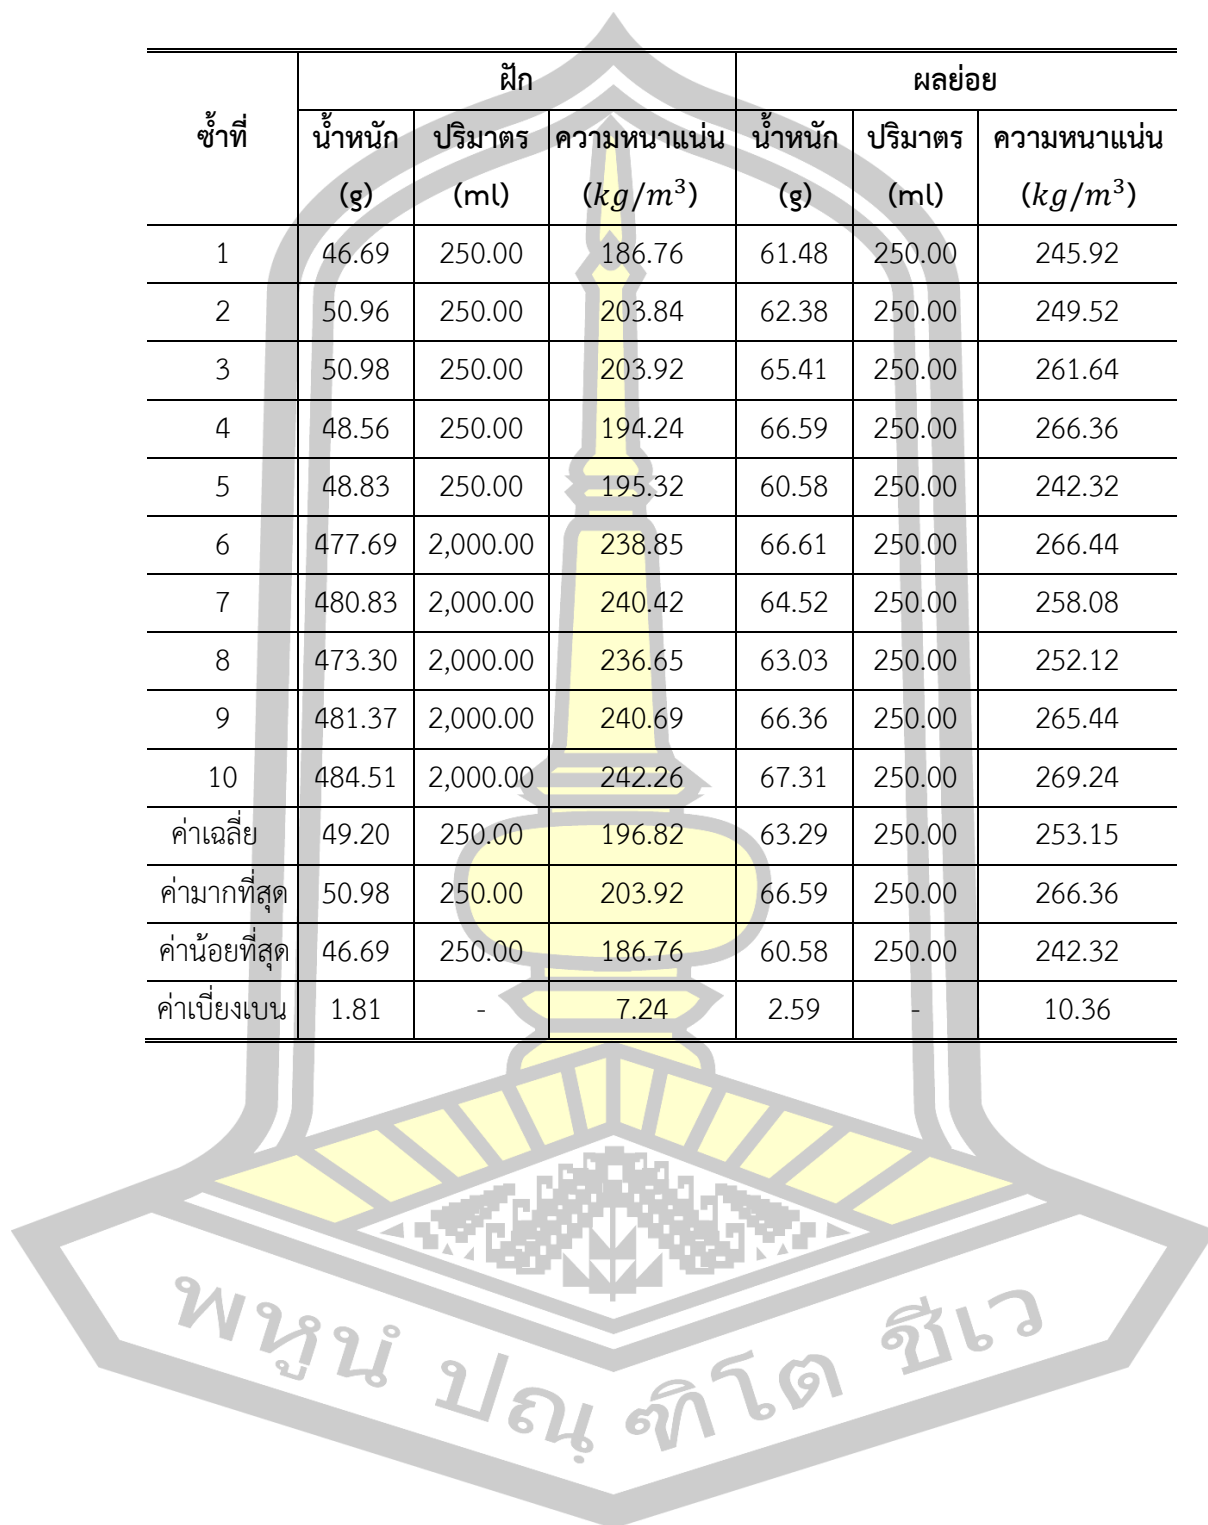 ฝัก ผลย่อย
ซ้ำที่ น้ำหนัก ปริมาตร ความหนาแน่น น้ำหนัก ปริมาตร ความหนาแน่น
(g) (ml) (kg/m³) (g) (ml) (kg/m³)
1 46.69 250.00 186.76 61.48 250.00 245.92
2 50.96 250.00 203.84 62.38 250.00 249.52
3 50.98 250.00 203.92 65.41 250.00 261.64
4 48.56 250.00 194.24 66.59 250.00 266.36
5 48.83 250.00 195.32 60.58 250.00 242.32
6 477.69 2,000.00 238.85 66.61 250.00 266.44
7 480.83 2,000.00 240.42 64.52 250.00 258.08
8 473.30 2,000.00 236.65 63.03 250.00 252.12
9 481.37 2,000.00 240.69 66.36 250.00 265.44
10 484.51 2,000.00 242.26 67.31 250.00 269.24
ค่าเฉลี่ย 49.20 250.00 196.82 63.29 250.00 253.15
ค่ามากที่สุด 50.98 250.00 203.92 66.59 250.00 266.36
ค่าน้อยที่สุด 46.69 250.00 186.76 60.58 250.00 242.32
ค่าเบี่ยงเบน 1.81 - 7.24 2.59 - 10.36
พหูนํ ปณฺ ฑิโต ชีเว